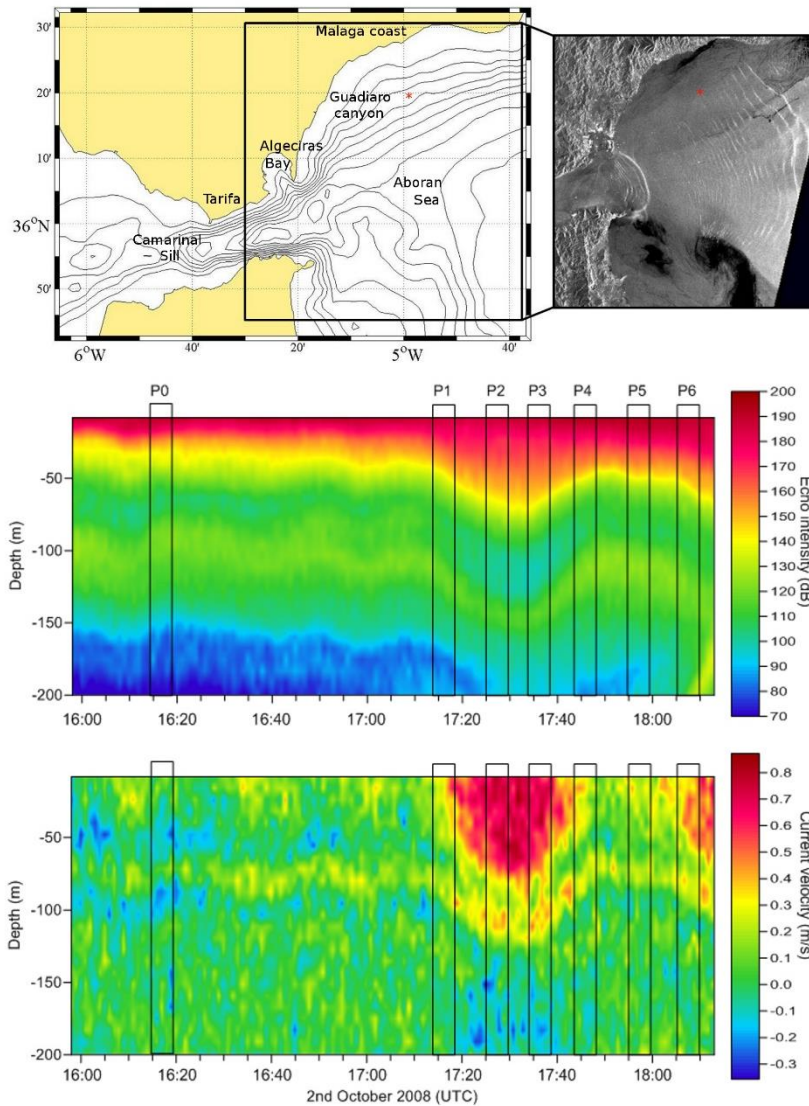 30'
Malaga coast
20'
Guadiaro
canyon
*
*
10'
Algeciras
Bay
Tarifa
Aboran
Sea
36°N
Camarinal
~ Sill
50'
6°W
20'
5°W
40'
P0
P1
P2
P3
P4
P5
P6
-50
-100
-150
-200
Depth (m)
16:00
16:20
16:40
17:00
17:20
17:40
18:00
200
190
180
170
160
150
140
130
120
110
100
90
80
70
Echo intensity (dB)
-50
-100
-150
-200
Depth (m)
16:00
16:20
16:40
17:00
17:20
17:40
18:00
2nd October 2008 (UTC)
0.8
0.7
0.6
0.5
0.4
0.3
0.2
0.1
0.0
-0.1
-0.2
-0.3
Current velocity (m/s)